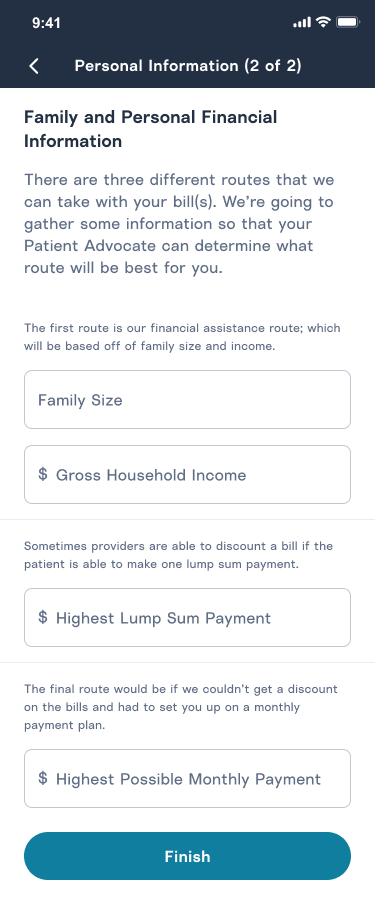 9:41
Personal Information (2 of 2)
Family and Personal Financial
Information
There are three different routes that we
can take with your bill(s). We’re going to
gather some information so that your
Patient Advocate can determine what
route will be best for you.
The first route is our financial assistance route; which
will be based off of family size and income.
Family Size
$ Gross Household Income
Sometimes providers are able to discount a bill if the
patient is able to make one lump sum payment.
$ Highest Lump Sum Payment
The final route would be if we couldn't get a discount
on the bills and had to set you up on a monthly
payment plan.
$ Highest Possible Monthly Payment
Finish